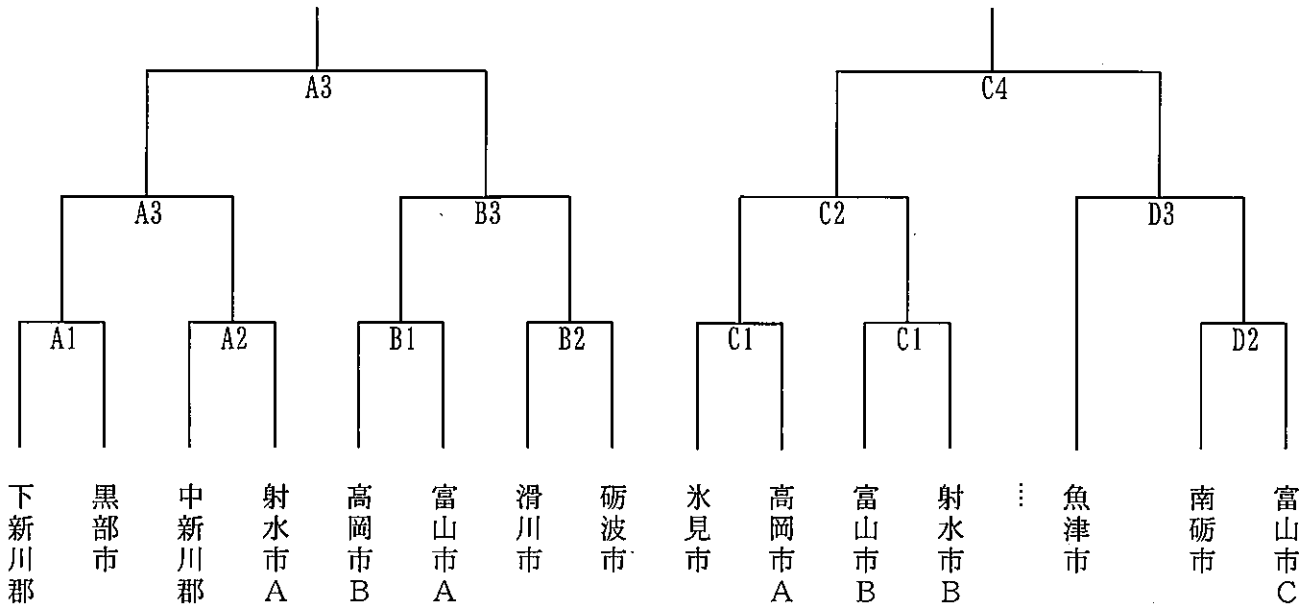 A3 C4
A3 B3 C2 D3
A1 A2 B1 B2 C1 C1 D2
下新川郡
黒部市
中新川郡
射水市A
高岡市B
富山市A
滑川市
砺波市
氷見市
高岡市A
富山市B
射水市B
…
魚津市
南砺市
富山市C